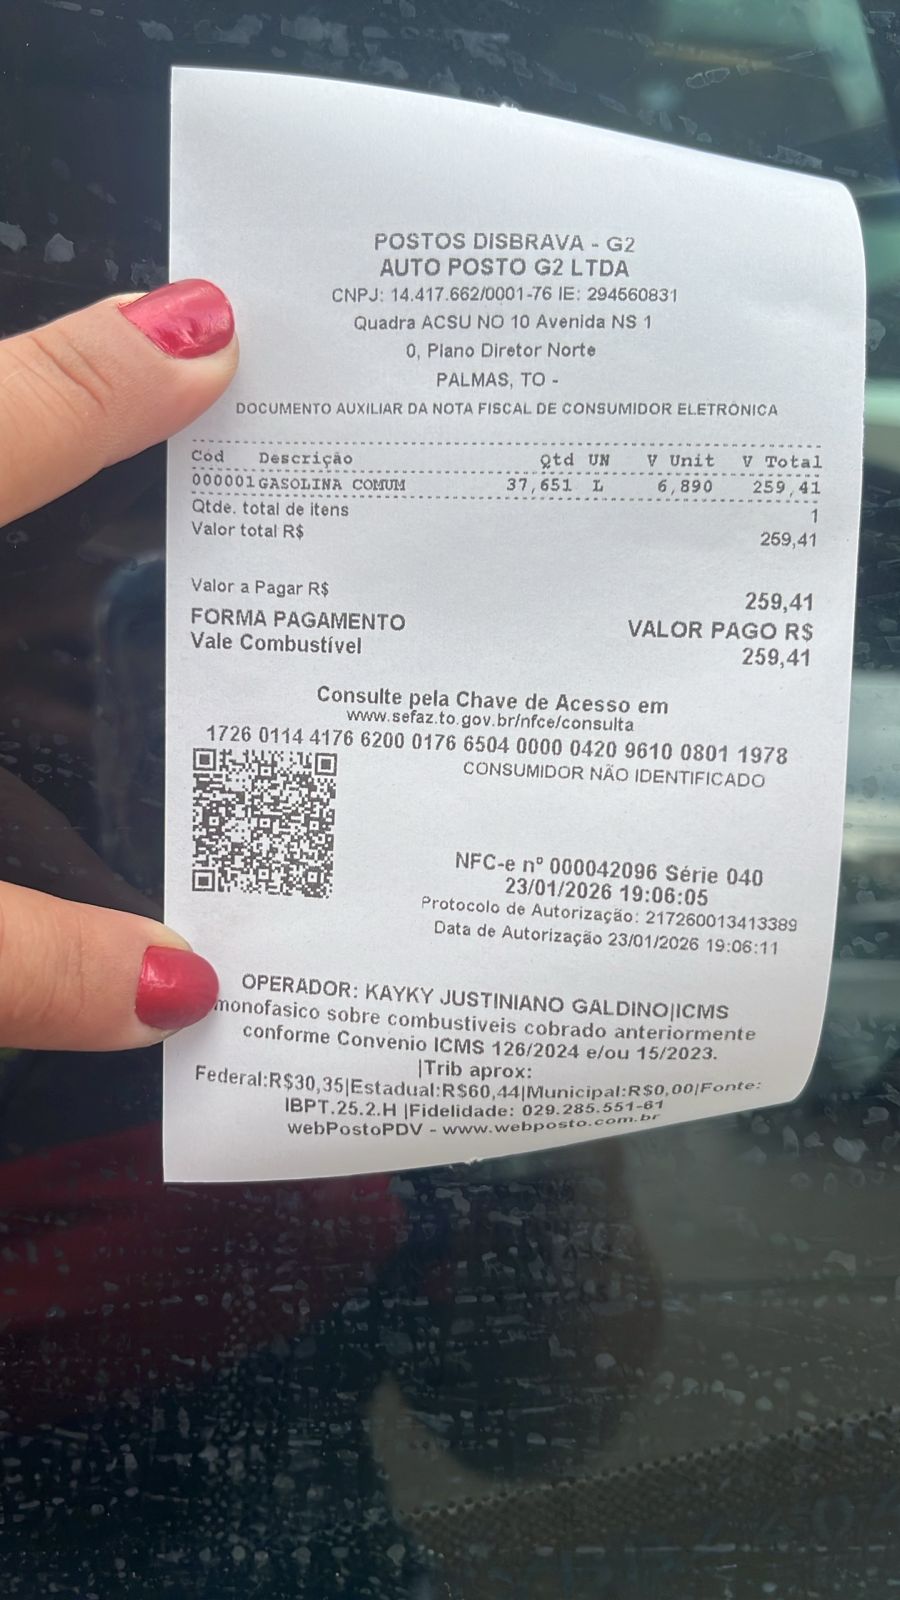 POSTOS DISBRAVA - G2
AUTO POSTO G2 LTDA
CNPJ: 14.417.662/0001-76 IE: 294560831
Quadra ACSU NO 10 Avenida NS 1
0, Plano Diretor Norte
PALMAS, TO -
DOCUMENTO AUXILIAR DA NOTA FISCAL DE CONSUMIDOR ELETRÔNICA
Cod Descrição Qtd UN V Unit V Total
000001 GASOLINA COMUM 37,651 L 6,890 259,41
Qtde. total de itens 1
Valor total R$ 259,41
Valor a Pagar R$ 259,41
FORMA PAGAMENTO VALOR PAGO R$
Vale Combustível 259,41
Consulte pela Chave de Acesso em
www.sefaz.to.gov.br/nfce/consulta
1726 0114 4176 6200 0176 6504 0000 0420 9610 0801 1978
CONSUMIDOR NÃO IDENTIFICADO
NFC-e nº 000042096 Série 040
23/01/2026 19:06:05
Protocolo de Autorização: 217260013413389
Data de Autorização 23/01/2026 19:06:11
OPERADOR: KAYKY JUSTINIANO GALDINO|ICMS
monofasico sobre combustíveis cobrado anteriormente
conforme Convenio ICMS 126/2024 e/ou 15/2023.
|Trib aprox:
Federal:R$30,35|Estadual:R$60,44|Municipal:R$0,00|Fonte:
IBPT.25.2.H |Fidelidade: 029.285.551-61
webPostoPDV - www.webposto.com.br